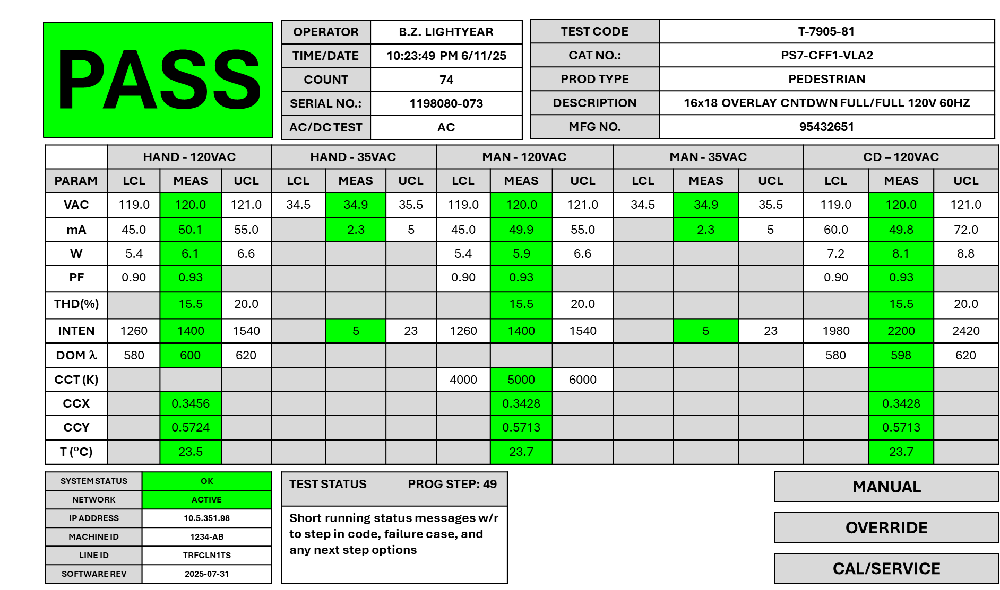 PASS
OPERATOR B.Z. LIGHTYEAR
TIME/DATE 10:23:49 PM 6/11/25
COUNT 74
SERIAL NO.: 1198080-073
AC/DC TEST AC
TEST CODE T-7905-81
CAT NO.: PS7-CFF1-VLA2
PROD TYPE PEDESTRIAN
DESCRIPTION 16x18 OVERLAY CNTDWN FULL/FULL 120V 60HZ
MFG NO. 95432651
HAND - 120VAC HAND - 35VAC MAN - 120VAC MAN - 35VAC CD – 120VAC
PARAM LCL MEAS UCL LCL MEAS UCL LCL MEAS UCL LCL MEAS UCL LCL MEAS UCL
VAC 119.0 120.0 121.0 34.5 34.9 35.5 119.0 120.0 121.0 34.5 34.9 35.5 119.0 120.0 121.0
mA 45.0 50.1 55.0 2.3 5 45.0 49.9 55.0 2.3 5 60.0 49.8 72.0
W 5.4 6.1 6.6 5.4 5.9 6.6 7.2 8.1 8.8
PF 0.90 0.93 0.90 0.93 0.90 0.93
THD(%) 15.5 20.0 15.5 20.0 15.5 20.0
INTEN 1260 1400 1540 5 23 1260 1400 1540 5 23 1980 2200 2420
DOM λ 580 600 620 580 598 620
CCT (K) 4000 5000 6000
CCX 0.3456 0.3428 0.3428
CCY 0.5724 0.5713 0.5713
T (°C) 23.5 23.7 23.7
SYSTEM STATUS OK
NETWORK ACTIVE
IP ADDRESS 10.5.351.98
MACHINE ID 1234-AB
LINE ID TRFCLN1TS
SOFTWARE REV 2025-07-31
TEST STATUS PROG STEP: 49
Short running status messages w/r
to step in code, failure case, and
any next step options
MANUAL
OVERRIDE
CAL/SERVICE